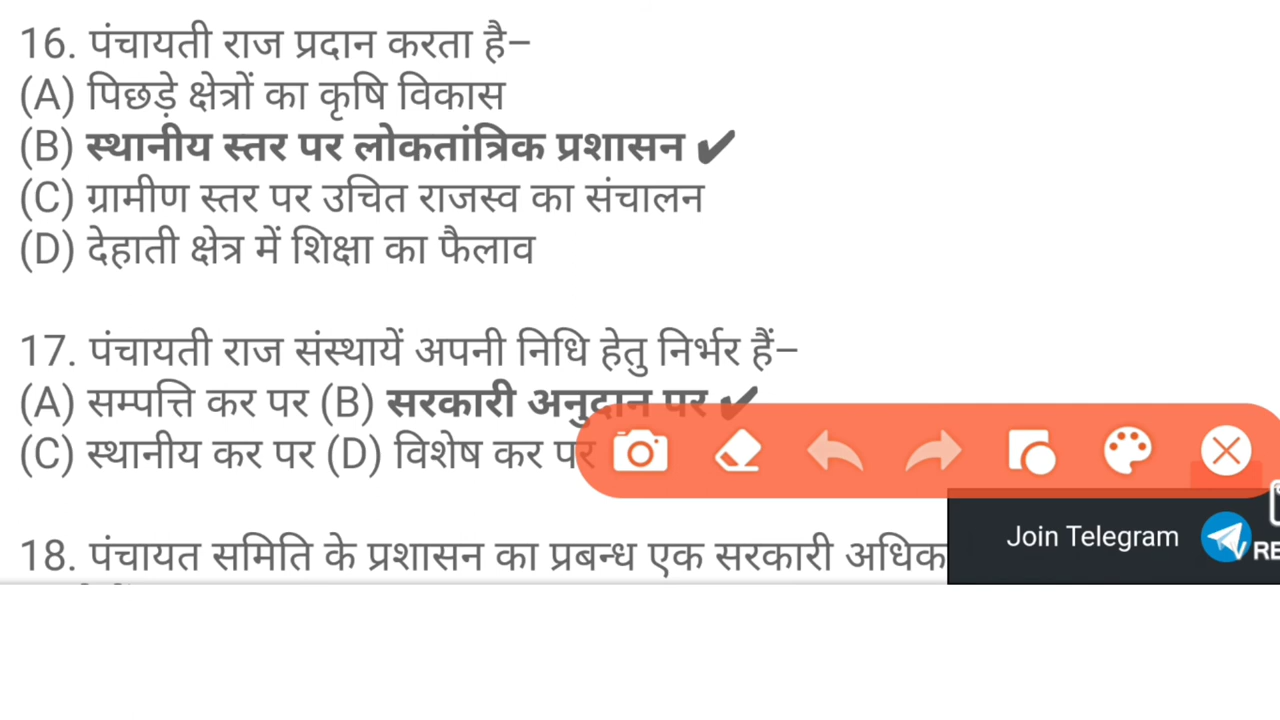 16. पंचायती राज प्रदान करता है–
(A) पिछड़े क्षेत्रों का कृषि विकास
(B) स्थानीय स्तर पर लोकतांत्रिक प्रशासन ✔
(C) ग्रामीण स्तर पर उचित राजस्व का संचालन
(D) देहाती क्षेत्र में शिक्षा का फैलाव
17. पंचायती राज संस्थायें अपनी निधि हेतु निर्भर हैं–
(A) सम्पत्ति कर पर (B) सरकारी अनुदान पर ✔
(C) स्थानीय कर पर (D) विशेष कर पर
18. पंचायत समिति के प्रशासन का प्रबन्ध एक सरकारी
Join Telegram